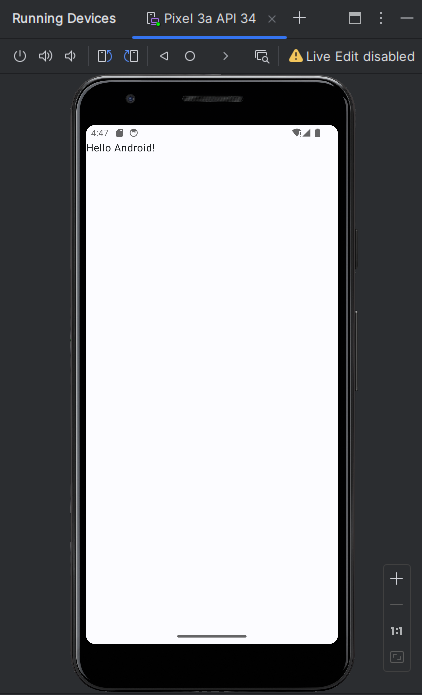 Running Devices
Pixel 3a API 34
Live Edit disabled
4:47
Hello Android!
1:1